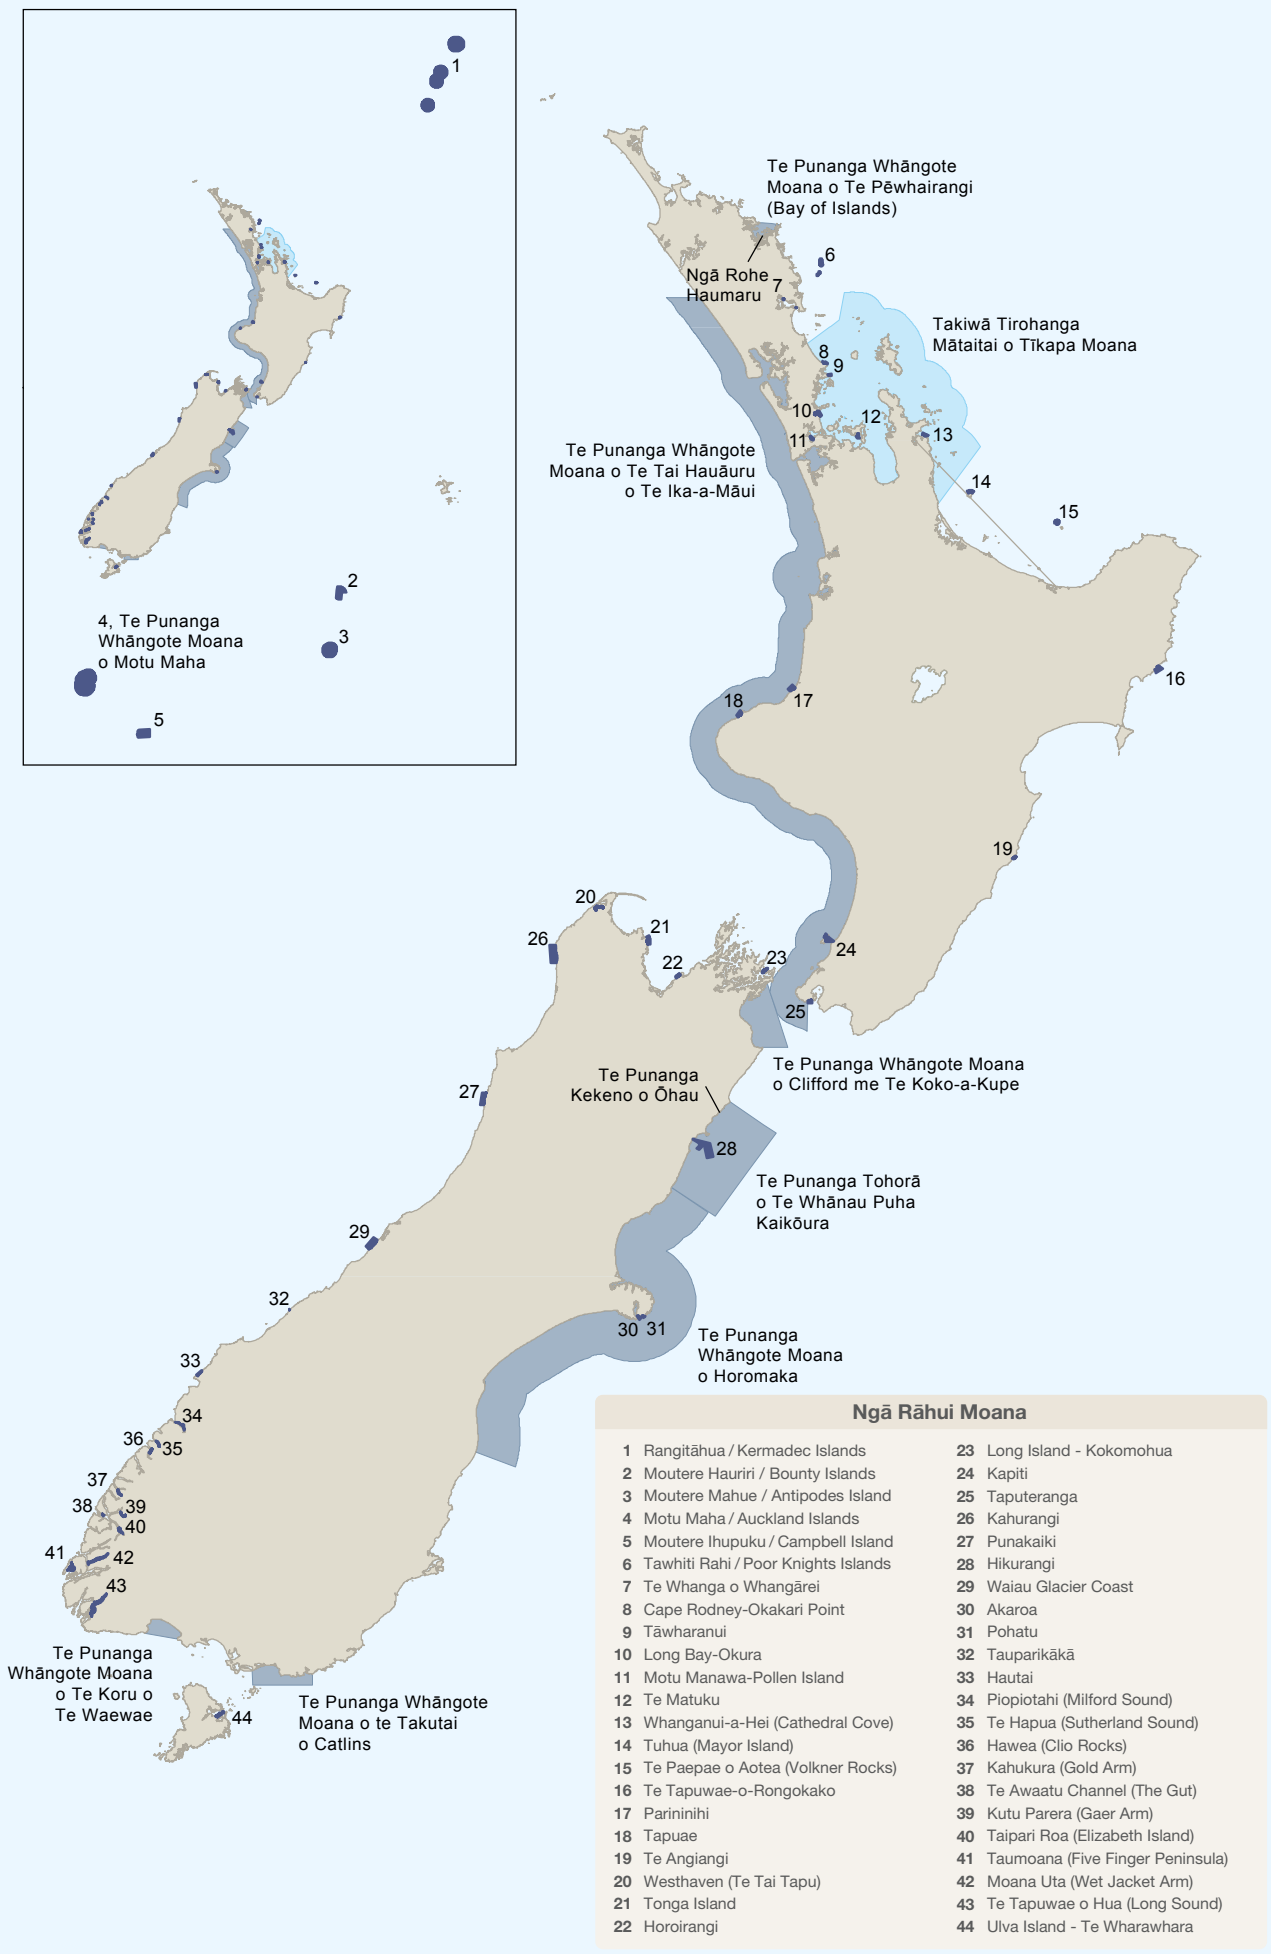 1
2
3
4, Te Punanga
Whāngote Moana
o Motu Maha
5
Te Punanga Whāngote
Moana o Te Pēwhairangi
(Bay of Islands)
6
Ngā Rohe
Haumaru
7
Takiwā Tirohanga
Mātaitai o Tīkapa Moana
8
9
10
11
12
13
14
15
Te Punanga Whāngote
Moana o Te Tai Hauāuru
o Te Ika-a-Māui
16
17
18
19
20
21
22
23
24
25
26
Te Punanga Whāngote Moana
o Clifford me Te Koko-a-Kupe
Te Punanga
Kekeno o Ōhau
27
28
Te Punanga Tohorā
o Te Whānau Puha
Kaikōura
29
30
31
Te Punanga
Whāngote Moana
o Horomaka
32
33
34
35
36
37
38
39
40
41
42
43
Te Punanga
Whāngote Moana
o Te Koru o
Te Waewae
44
Te Punanga Whāngote
Moana o te Takutai
o Catlins
Ngā Rāhui Moana
1 Rangitāhua / Kermadec Islands
2 Moutere Hauriri / Bounty Islands
3 Moutere Mahue / Antipodes Island
4 Motu Maha / Auckland Islands
5 Moutere Ihupuku / Campbell Island
6 Tawhiti Rahi / Poor Knights Islands
7 Te Whanga o Whangārei
8 Cape Rodney-Okakari Point
9 Tāwharanui
10 Long Bay-Okura
11 Motu Manawa-Pollen Island
12 Te Matuku
13 Whanganui-a-Hei (Cathedral Cove)
14 Tuhua (Mayor Island)
15 Te Paepae o Aotea (Volkner Rocks)
16 Te Tapuwae-o-Rongokako
17 Parininihi
18 Tapuae
19 Te Angiangi
20 Westhaven (Te Tai Tapu)
21 Tonga Island
22 Horoirangi
23 Long Island - Kokomohua
24 Kapiti
25 Taputeranga
26 Kahurangi
27 Punakaiki
28 Hikurangi
29 Waiau Glacier Coast
30 Akaroa
31 Pohatu
32 Tauparikākā
33 Hautai
34 Piopiotahi (Milford Sound)
35 Te Hapua (Sutherland Sound)
36 Hawea (Clio Rocks)
37 Kahukura (Gold Arm)
38 Te Awaatu Channel (The Gut)
39 Kutu Parera (Gaer Arm)
40 Taipari Roa (Elizabeth Island)
41 Taumoana (Five Finger Peninsula)
42 Moana Uta (Wet Jacket Arm)
43 Te Tapuwae o Hua (Long Sound)
44 Ulva Island - Te Wharawhara